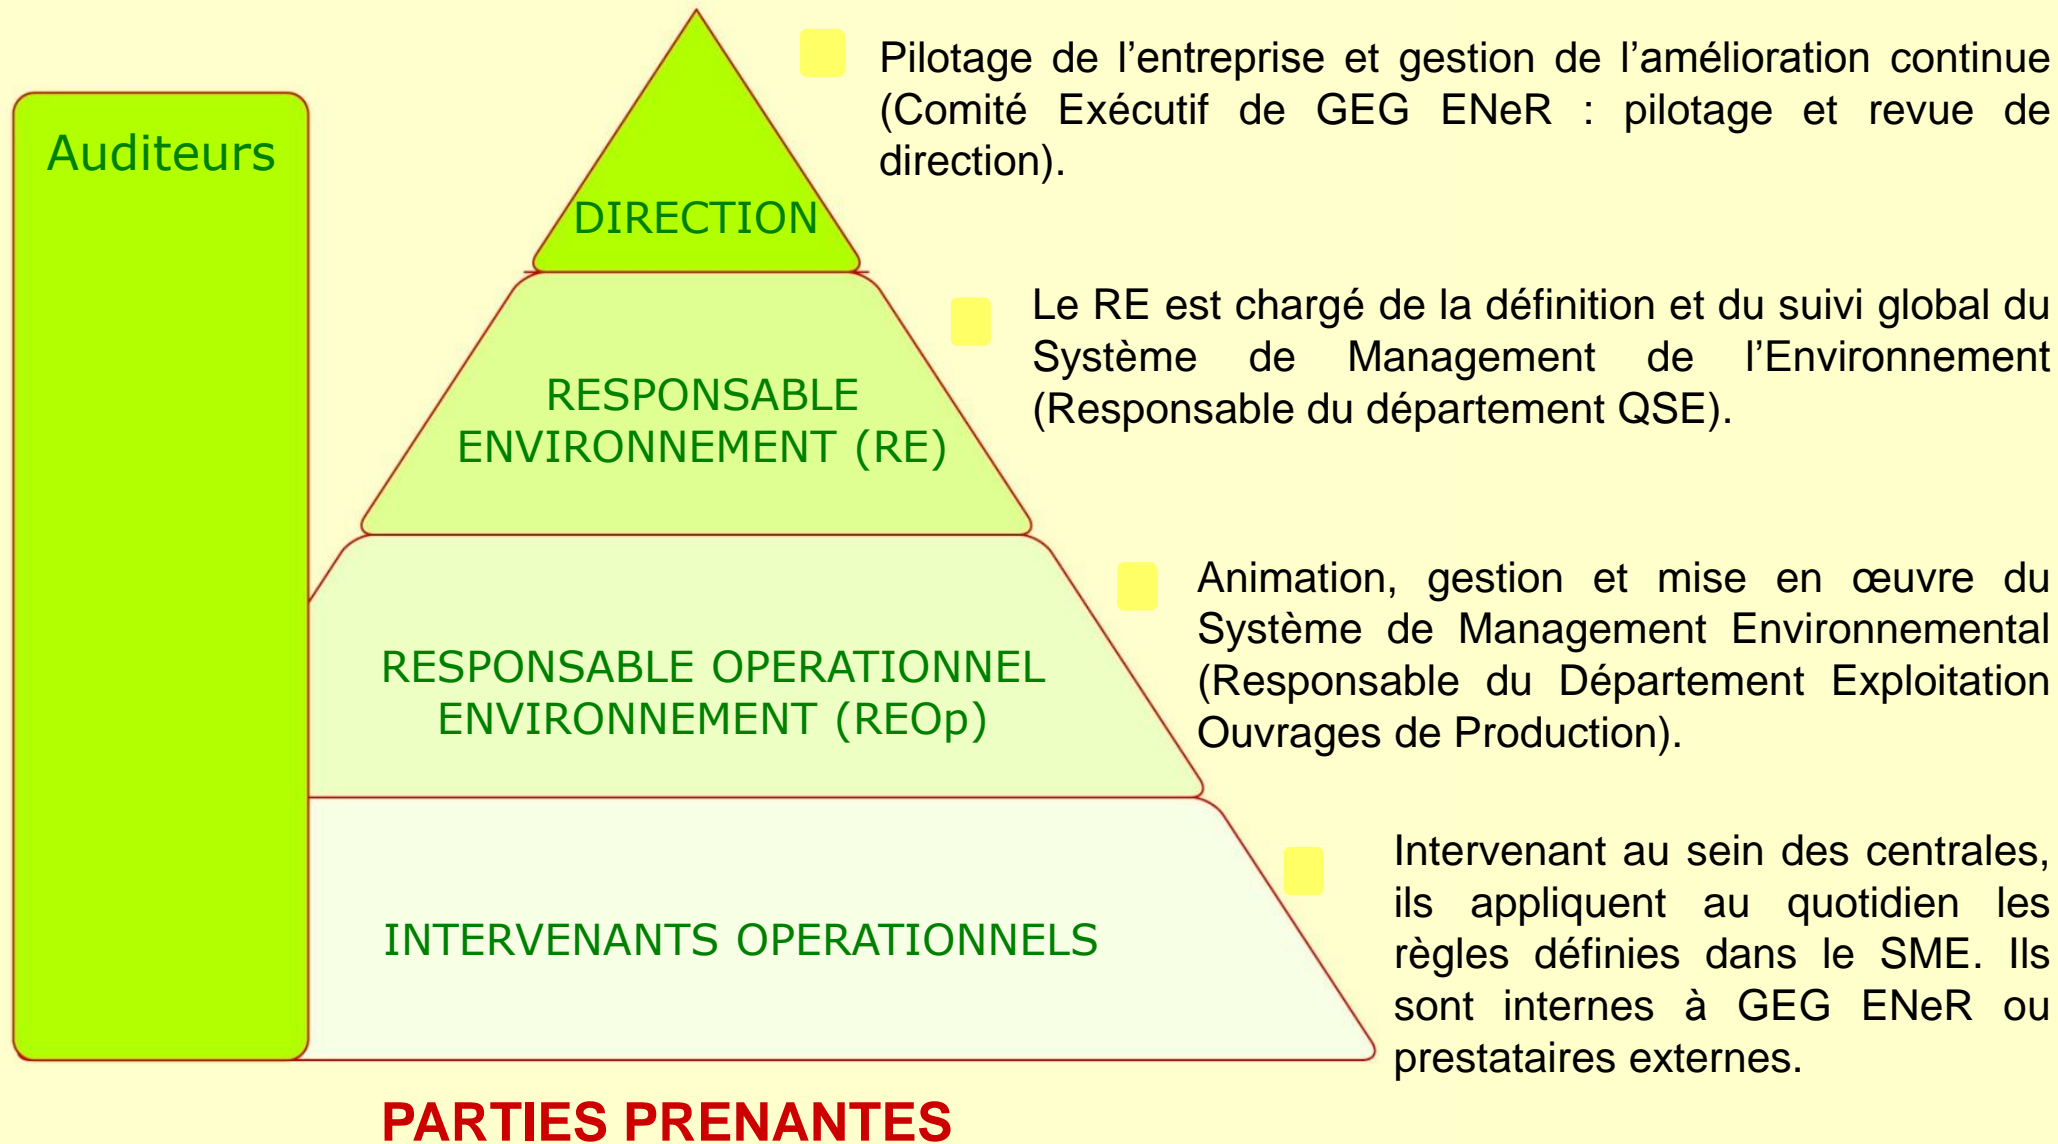 Auditeurs
DIRECTION
Pilotage de l’entreprise et gestion de l’amélioration continue
(Comité Exécutif de GEG ENeR : pilotage et revue de
direction).
RESPONSABLE
ENVIRONNEMENT (RE)
Le RE est chargé de la définition et du suivi global du
Système de Management de l’Environnement
(Responsable du département QSE).
RESPONSABLE OPERATIONNEL
ENVIRONNEMENT (REOp)
Animation, gestion et mise en œuvre du
Système de Management Environnemental
(Responsable du Département Exploitation
Ouvrages de Production).
INTERVENANTS OPERATIONNELS
Intervenant au sein des centrales,
ils appliquent au quotidien les
règles définies dans le SME. Ils
sont internes à GEG ENeR ou
prestataires externes.
PARTIES PRENANTES